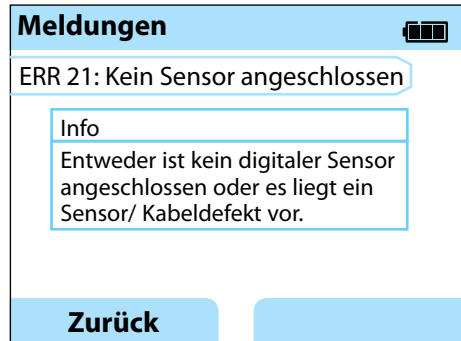 Meldungen
ERR 21: Kein Sensor angeschlossen
Info
Entweder ist kein digitaler Sensor
angeschlossen oder es liegt ein
Sensor/ Kabeldefekt vor.
Zurück